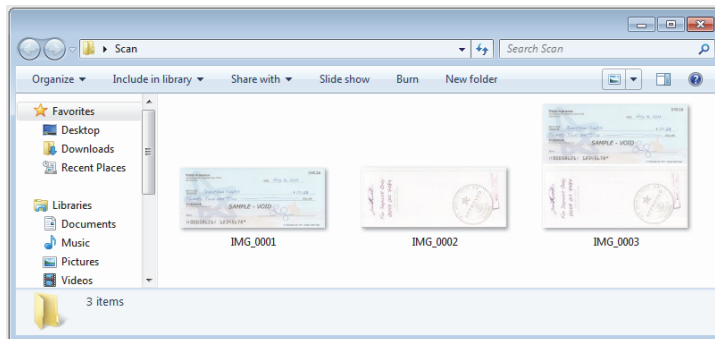 Scan
Search Scan
Organize
Include in library
Share with
Slide show
Burn
New folder
Favorites
Desktop
Downloads
Recent Places
Libraries
Documents
Music
Pictures
Videos
SAMPLE - VOID
IMG_0001
IMG_0002
SAMPLE - VOID
IMG_0003
3 items